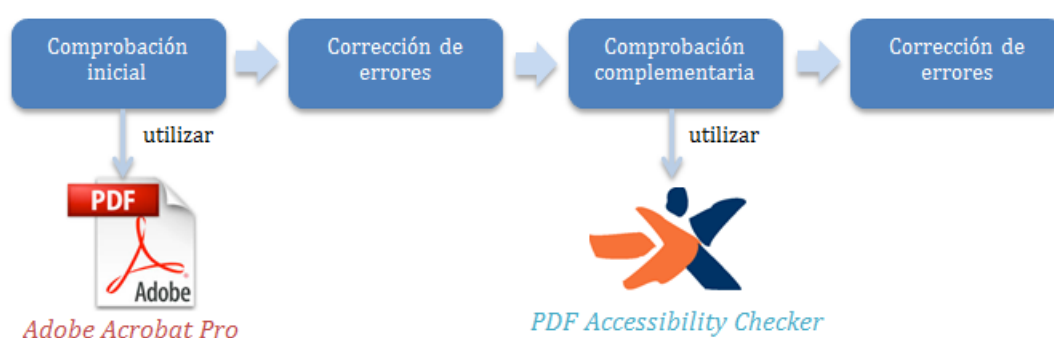 Comprobación
inicial
Corrección de
errores
Comprobación
complementaria
Corrección de
errores
utilizar
utilizar
PDF
Adobe
Adobe Acrobat Pro
PDF Accessibility Checker